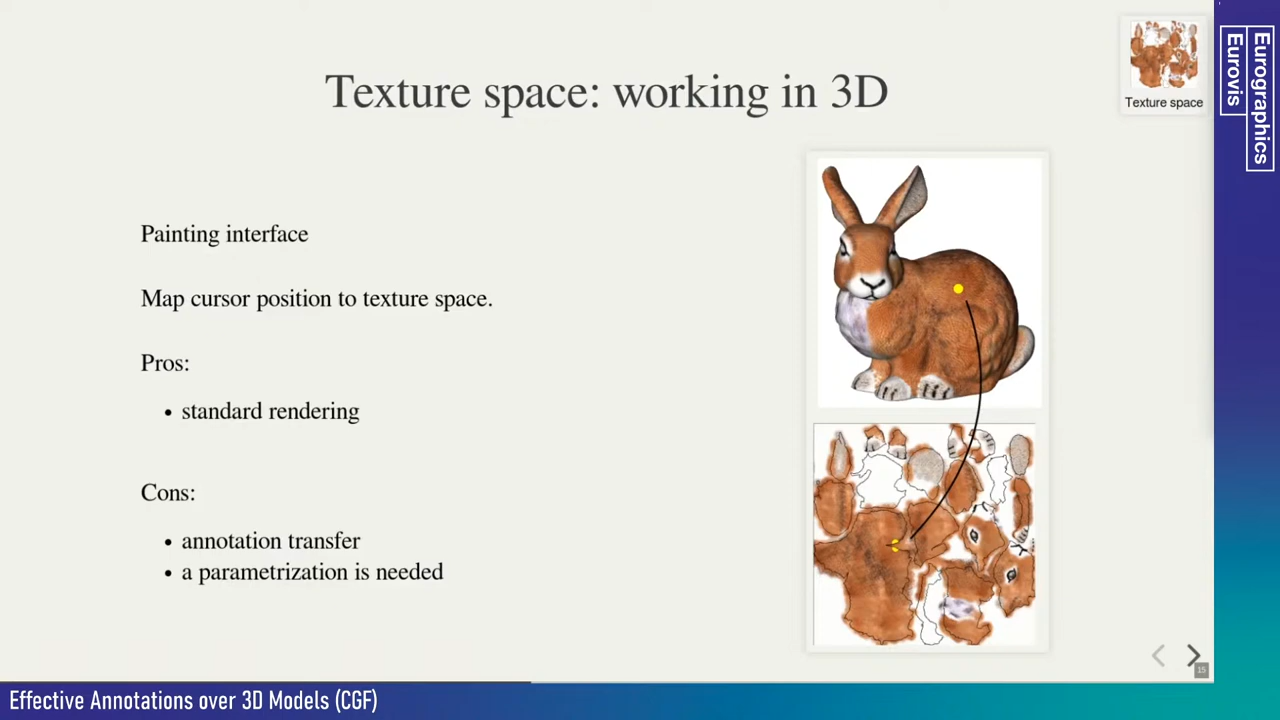 Texture space: working in 3D
Texture space
Eurographics
Eurovis
Painting interface
Map cursor position to texture space.
Pros:
• standard rendering
Cons:
• annotation transfer
• a parametrization is needed
15
Effective Annotations over 3D Models (CGF)